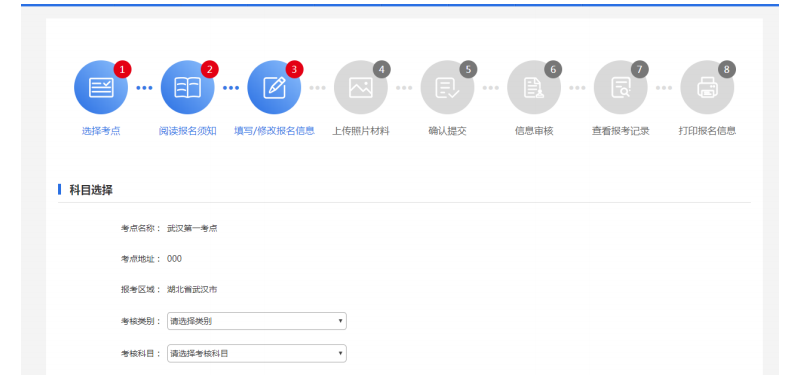 1 2 3 4 5 6 7 8
选择考点 阅读报名须知 填写/修改报名信息 上传照片材料 确认提交 信息审核 查看报考记录 打印报名信息
科目选择
考点名称： 武汉第一考点
考点地址： 000
报考区域： 湖北省武汉市
考核类别： 请选择类别
考核科目： 请选择考核科目